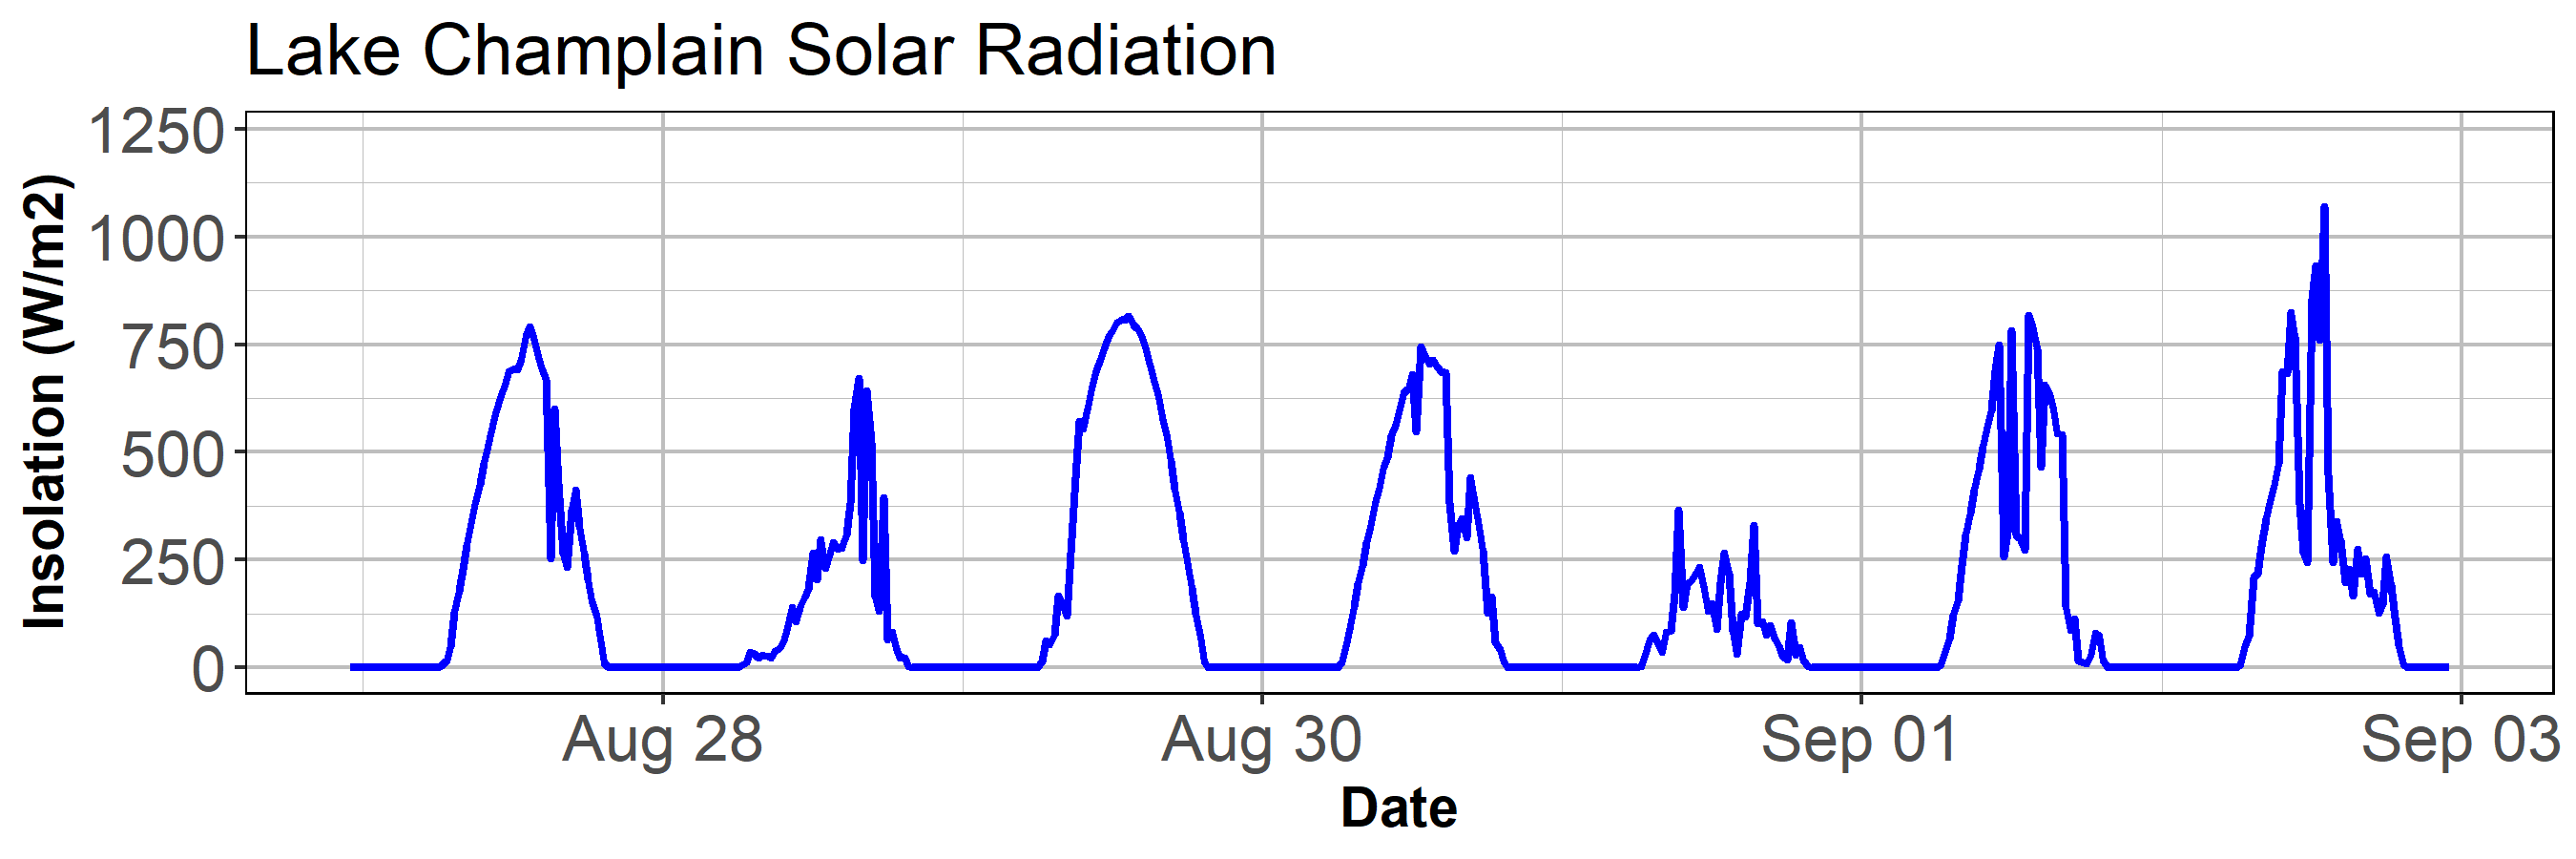 Lake Champlain Solar Radiation
Insolation (W/m2)
1250
1000
750
500
250
0
Aug 28 Aug 30 Sep 01 Sep 03
Date